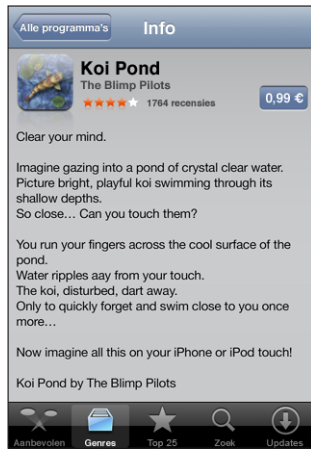 Alle programma's
Info
Koi Pond
The Blimp Pilots
1764 recensies
0,99 €
Clear your mind.
Imagine gazing into a pond of crystal clear water.
Picture bright, playful koi swimming through its
shallow depths.
So close... Can you touch them?
You run your fingers across the cool surface of the
pond.
Water ripples aay from your touch.
The koi, disturbed, dart away.
Only to quickly forget and swim close to you once
more...
Now imagine all this on your iPhone or iPod touch!
Koi Pond by The Blimp Pilots
Aanbevolen
Genres
Top 25
Zoek
Updates